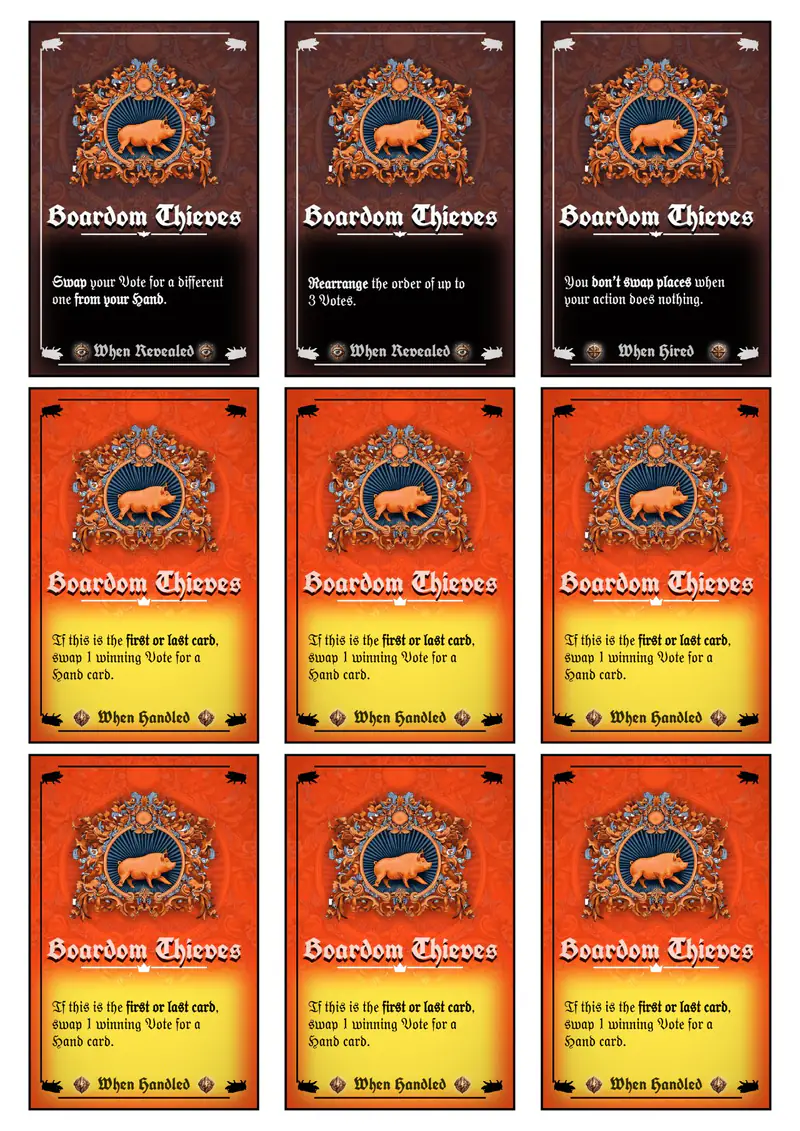 Boardom Thieves
Swap your Vote for a different
one from your Hand.
When Revealed
Boardom Thieves
Rearrange the order of up to
3 Votes.
When Revealed
Boardom Thieves
You don't swap places when
your action does nothing.
When Hired
Boardom Thieves
If this is the first or last card,
swap 1 winning Vote for a
Hand card.
When Handled
Boardom Thieves
If this is the first or last card,
swap 1 winning Vote for a
Hand card.
When Handled
Boardom Thieves
If this is the first or last card,
swap 1 winning Vote for a
Hand card.
When Handled
Boardom Thieves
If this is the first or last card,
swap 1 winning Vote for a
Hand card.
When Handled
Boardom Thieves
If this is the first or last card,
swap 1 winning Vote for a
Hand card.
When Handled
Boardom Thieves
If this is the first or last card,
swap 1 winning Vote for a
Hand card.
When Handled